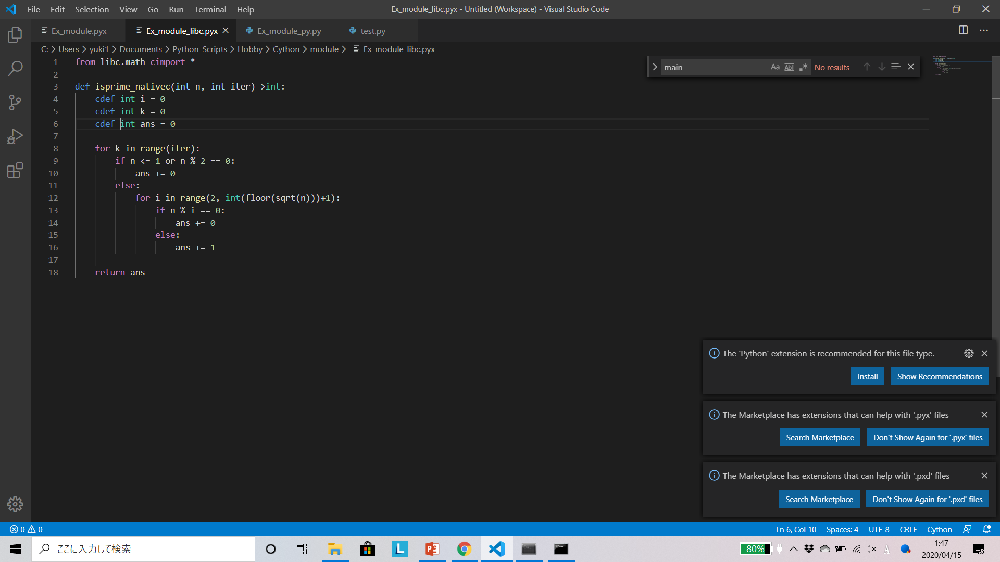 File Edit Selection View Go Run Terminal Help
Ex_module_libc.pyx - Untitled (Workspace) - Visual Studio Code
Ex_module.pyx Ex_module_libc.pyx Ex_module_py.py test.py
C: > Users > yuki1 > Documents > Python_Scripts > Hobby > Cython > module > Ex_module_libc.pyx
main Aa Abl .* No results
1 from libc.math cimport *
2
3 def isprime_nativec(int n, int iter)->int:
4 cdef int i = 0
5 cdef int k = 0
6 cdef int ans = 0
7
8 for k in range(iter):
9 if n <= 1 or n % 2 == 0:
10 ans += 0
11 else:
12 for i in range(2, int(floor(sqrt(n)))+1):
13 if n % i == 0:
14 ans += 0
15 else:
16 ans += 1
17
18 return ans
The 'Python' extension is recommended for this file type.
Install Show Recommendations
The Marketplace has extensions that can help with '.pyx' files
Search Marketplace Don't Show Again for '.pyx' files
The Marketplace has extensions that can help with '.pxd' files
Search Marketplace Don't Show Again for '.pxd' files
0 0 Ln 6, Col 10 Spaces: 4 UTF-8 CRLF Cython
ここに入力して検索
L
80%
A
1:47
2020/04/15